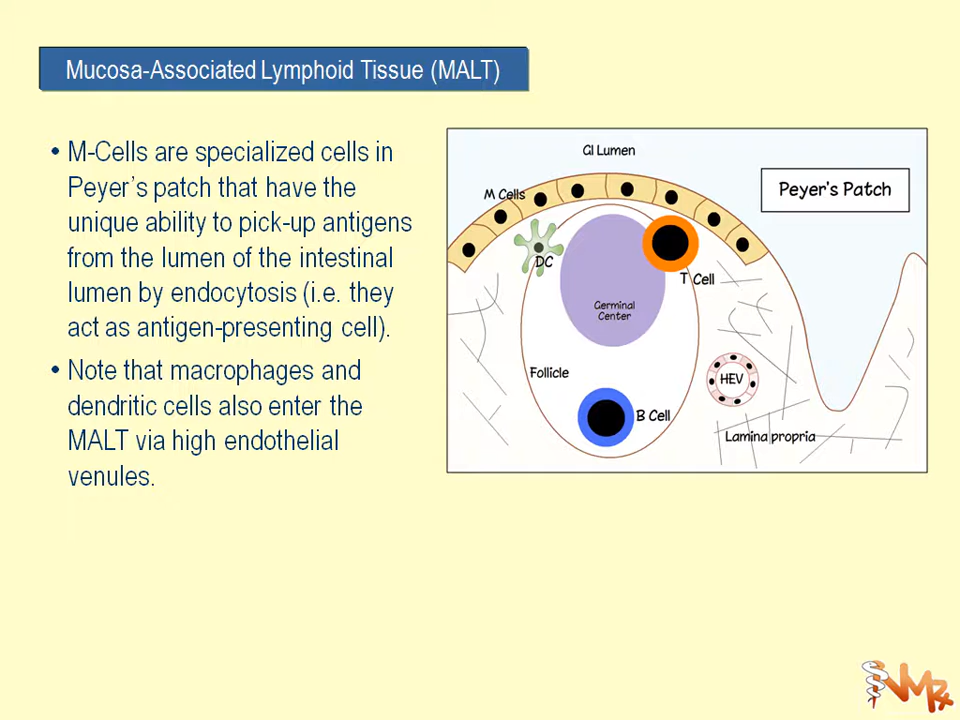 Mucosa-Associated Lymphoid Tissue (MALT)
• M-Cells are specialized cells in
Peyer's patch that have the
unique ability to pick-up antigens
from the lumen of the intestinal
lumen by endocytosis (i.e. they
act as antigen-presenting cell).
• Note that macrophages and
dendritic cells also enter the
MALT via high endothelial
venules.
GI Lumen
M Cells
Peyer's Patch
DC
T Cell
Germinal
Center
Follicle
HEV
B Cell
Lamina propria
VMRx